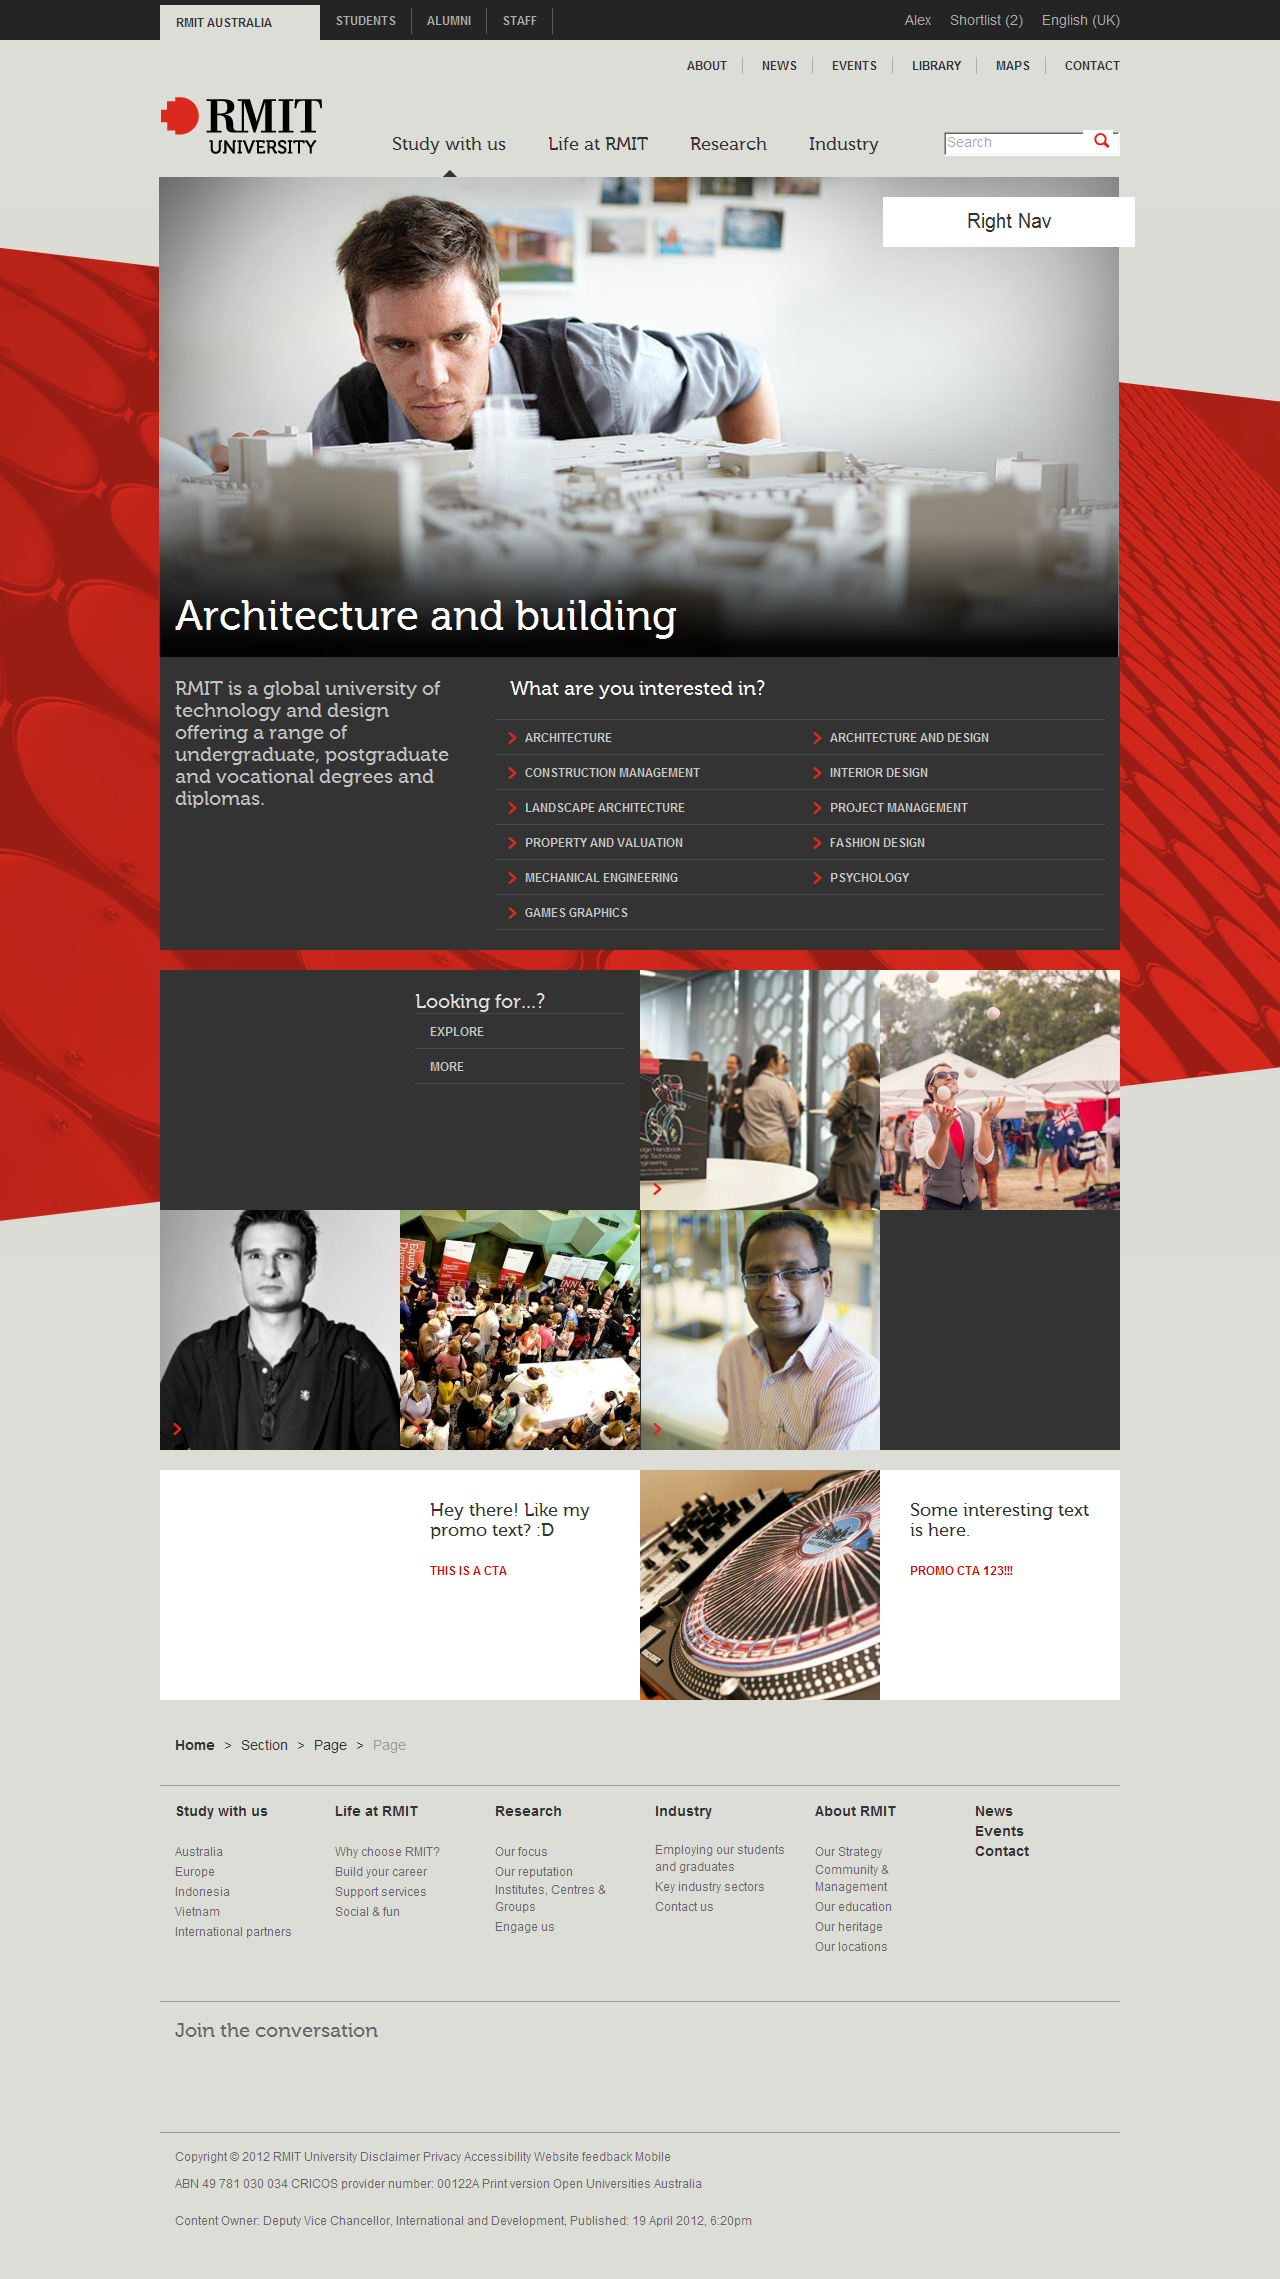 RMIT AUSTRALIA
STUDENTS
ALUMNI
STAFF
Alex
Shortlist (2)
English (UK)
ABOUT
NEWS
EVENTS
LIBRARY
MAPS
CONTACT
RMIT
UNIVERSITY
Study with us
Life at RMIT
Research
Industry
Search
Right Nav
Architecture and building
RMIT is a global university of
technology and design
offering a range of
undergraduate, postgraduate
and vocational degrees and
diplomas.
What are you interested in?
ARCHITECTURE
ARCHITECTURE AND DESIGN
CONSTRUCTION MANAGEMENT
INTERIOR DESIGN
LANDSCAPE ARCHITECTURE
PROJECT MANAGEMENT
PROPERTY AND VALUATION
FASHION DESIGN
MECHANICAL ENGINEERING
PSYCHOLOGY
GAMES GRAPHICS
Looking for...?
EXPLORE
MORE
Hey there! Like my
promo text? :D
THIS IS A CTA
Some interesting text
is here.
PROMO CTA 123!!!
Home > Section > Page > Page
Study with us
Australia
Europe
Indonesia
Vietnam
International partners
Life at RMIT
Why choose RMIT?
Build your career
Support services
Social & fun
Research
Our focus
Our reputation
Institutes, Centres &
Groups
Engage us
Industry
Employing our students
and graduates
Key industry sectors
Contact us
About RMIT
Our Strategy
Community &
Management
Our education
Our heritage
Our locations
News
Events
Contact
Join the conversation
Copyright © 2012 RMIT University Disclaimer Privacy Accessibility Website feedback Mobile
ABN 49 781 030 034 CRICOS provider number: 00122A Print version Open Universities Australia
Content Owner: Deputy Vice Chancellor, International and Development, Published: 19 April 2012, 6:20pm